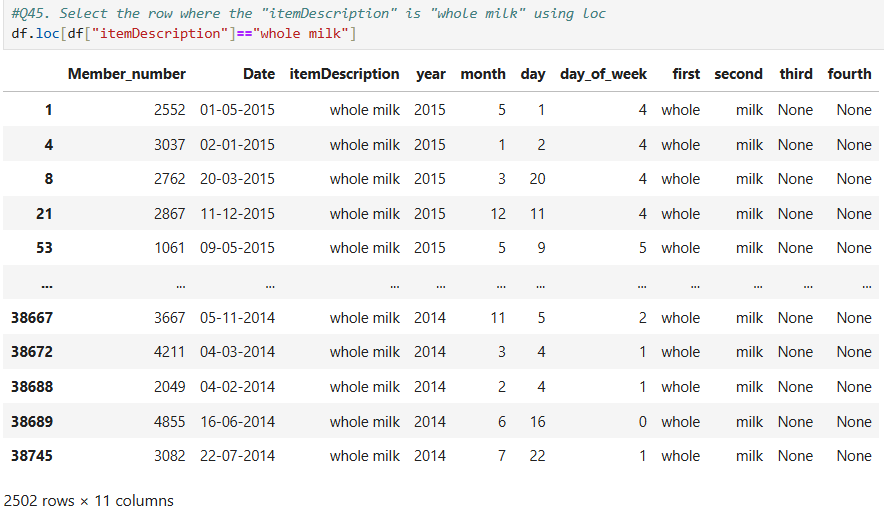 #Q45. Select the row where the "itemDescription" is "whole milk" using loc
df.loc[df["itemDescription"]=="whole milk"]
Member_number Date itemDescription year month day day_of_week first second third fourth
1 2552 01-05-2015 whole milk 2015 5 1 4 whole milk None None
4 3037 02-01-2015 whole milk 2015 1 2 4 whole milk None None
8 2762 20-03-2015 whole milk 2015 3 20 4 whole milk None None
21 2867 11-12-2015 whole milk 2015 12 11 4 whole milk None None
53 1061 09-05-2015 whole milk 2015 5 9 5 whole milk None None
... ... ... ... ... ... ... ... ... ... ... ...
38667 3667 05-11-2014 whole milk 2014 11 5 2 whole milk None None
38672 4211 04-03-2014 whole milk 2014 3 4 1 whole milk None None
38688 2049 04-02-2014 whole milk 2014 2 4 1 whole milk None None
38689 4855 16-06-2014 whole milk 2014 6 16 0 whole milk None None
38745 3082 22-07-2014 whole milk 2014 7 22 1 whole milk None None
2502 rows × 11 columns